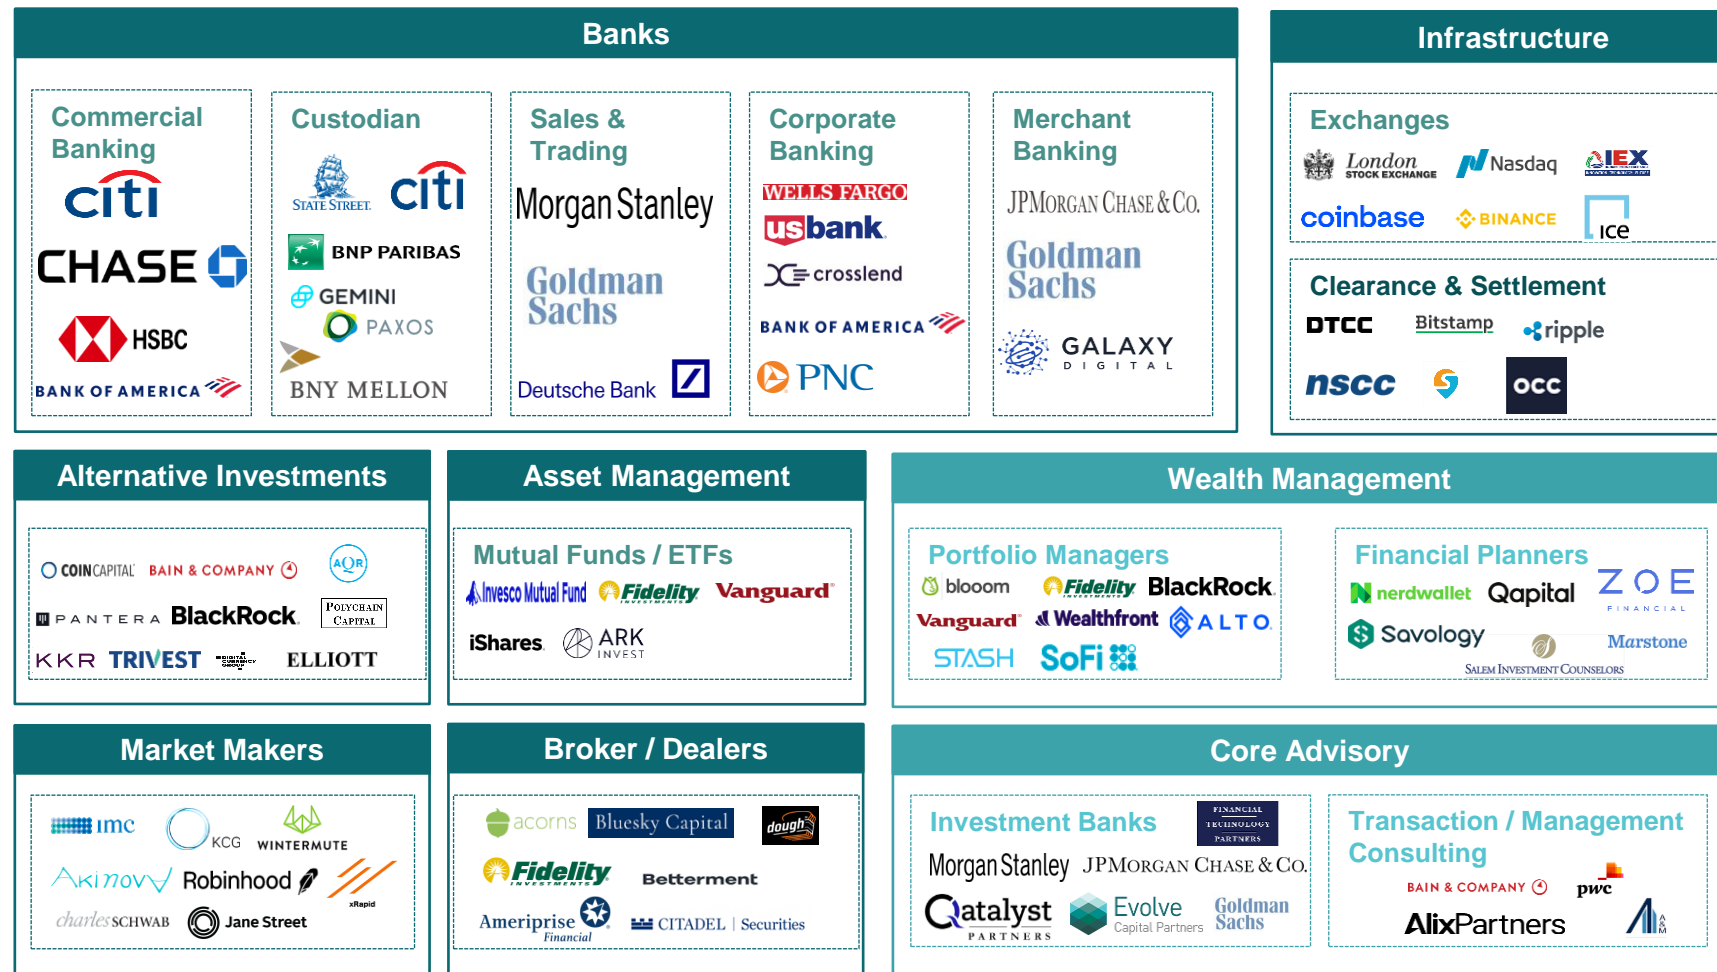 Banks
Commercial
Banking
citi
CHASE
HSBC
BANK OF AMERICA
Custodian
STATE STREET.
citi
BNP PARIBAS
GEMINI
PAXOS
BNY MELLON
Sales &
Trading
Morgan Stanley
Goldman
Sachs
Deutsche Bank
Corporate
Banking
WELLS FARGO
usbank.
crosslend
BANK OF AMERICA
PNC
Merchant
Banking
JPMORGAN CHASE & CO.
Goldman
Sachs
GALAXY
DIGITAL
Infrastructure
Exchanges
London
STOCK EXCHANGE
Nasdaq
IEX
coinbase
BINANCE
ice
Clearance & Settlement
DTCC
Bitstamp
ripple
nscc
occ
Alternative Investments
COINCAPITAL
BAIN & COMPANY
AQR
PANTERA
BlackRock.
POLYCHAIN
CAPITAL
KKR
TRIVEST
DIGITAL
CURRENCY
GROUP
ELLIOTT
Asset Management
Mutual Funds / ETFs
Invesco Mutual Fund
Fidelity
INVESTMENTS
Vanguard®
iShares.
ARK
INVEST
Wealth Management
Portfolio Managers
blooom
Fidelity
INVESTMENTS
BlackRock.
Vanguard®
Wealthfront
ALTO.
STASH
SoFi
Financial Planners
nerdwallet
Qapital
ZOE
FINANCIAL
Savology
Marstone
SALEM INVESTMENT COUNSELORS
Market Makers
imc
KCG
WINTERMUTE
Akinova
Robinhood
xRapid
charles SCHWAB
Jane Street
Broker / Dealers
acorns
Bluesky Capital
dough
Fidelity
INVESTMENTS
Betterment
Ameriprise
Financial
CITADEL | Securities
Core Advisory
Investment Banks
FINANCIAL
TECHNOLOGY
PARTNERS
Morgan Stanley
JPMORGAN CHASE & CO.
Qatalyst
PARTNERS
Evolve
Capital Partners
Goldman
Sachs
Transaction / Management
Consulting
BAIN & COMPANY
pwc
AlixPartners
A&M